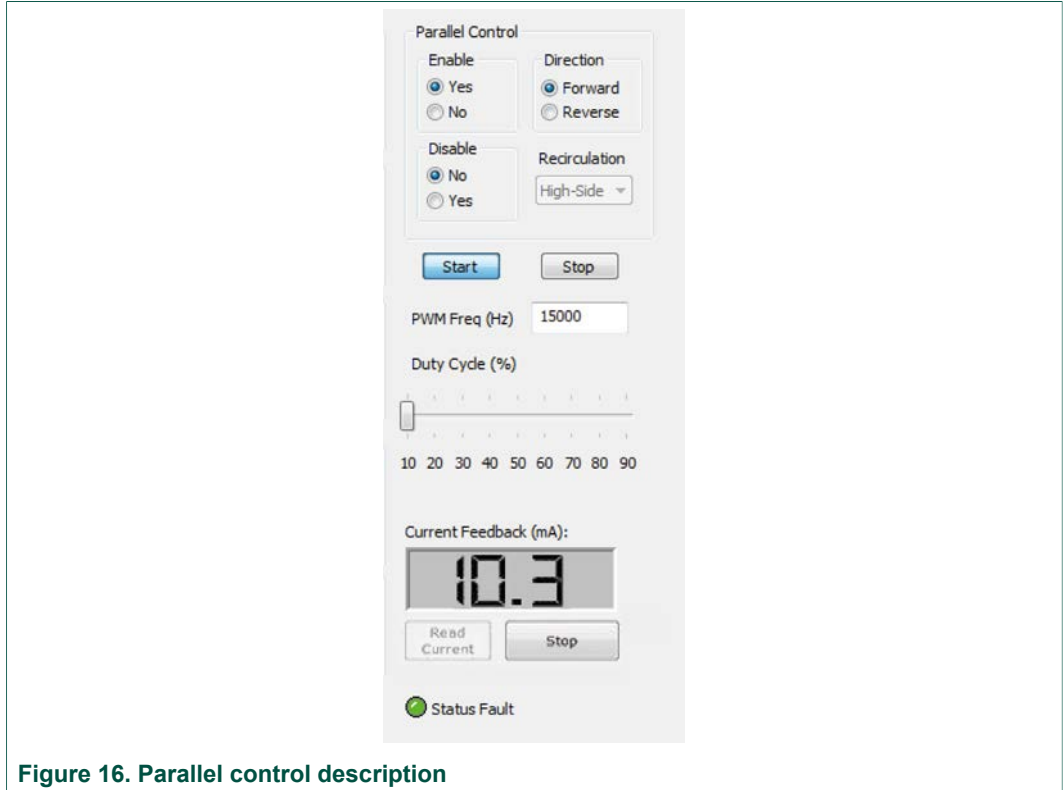 Parallel Control
Enable
Direction
Yes
Forward
No
Reverse
Disable
Recirculation
No
High-Side
Yes
Start
Stop
PWM Freq (Hz)
15000
Duty Cycle (%)
10 20 30 40 50 60 70 80 90
Current Feedback (mA):
10.3
Read
Current
Stop
Status Fault
Figure 16. Parallel control description